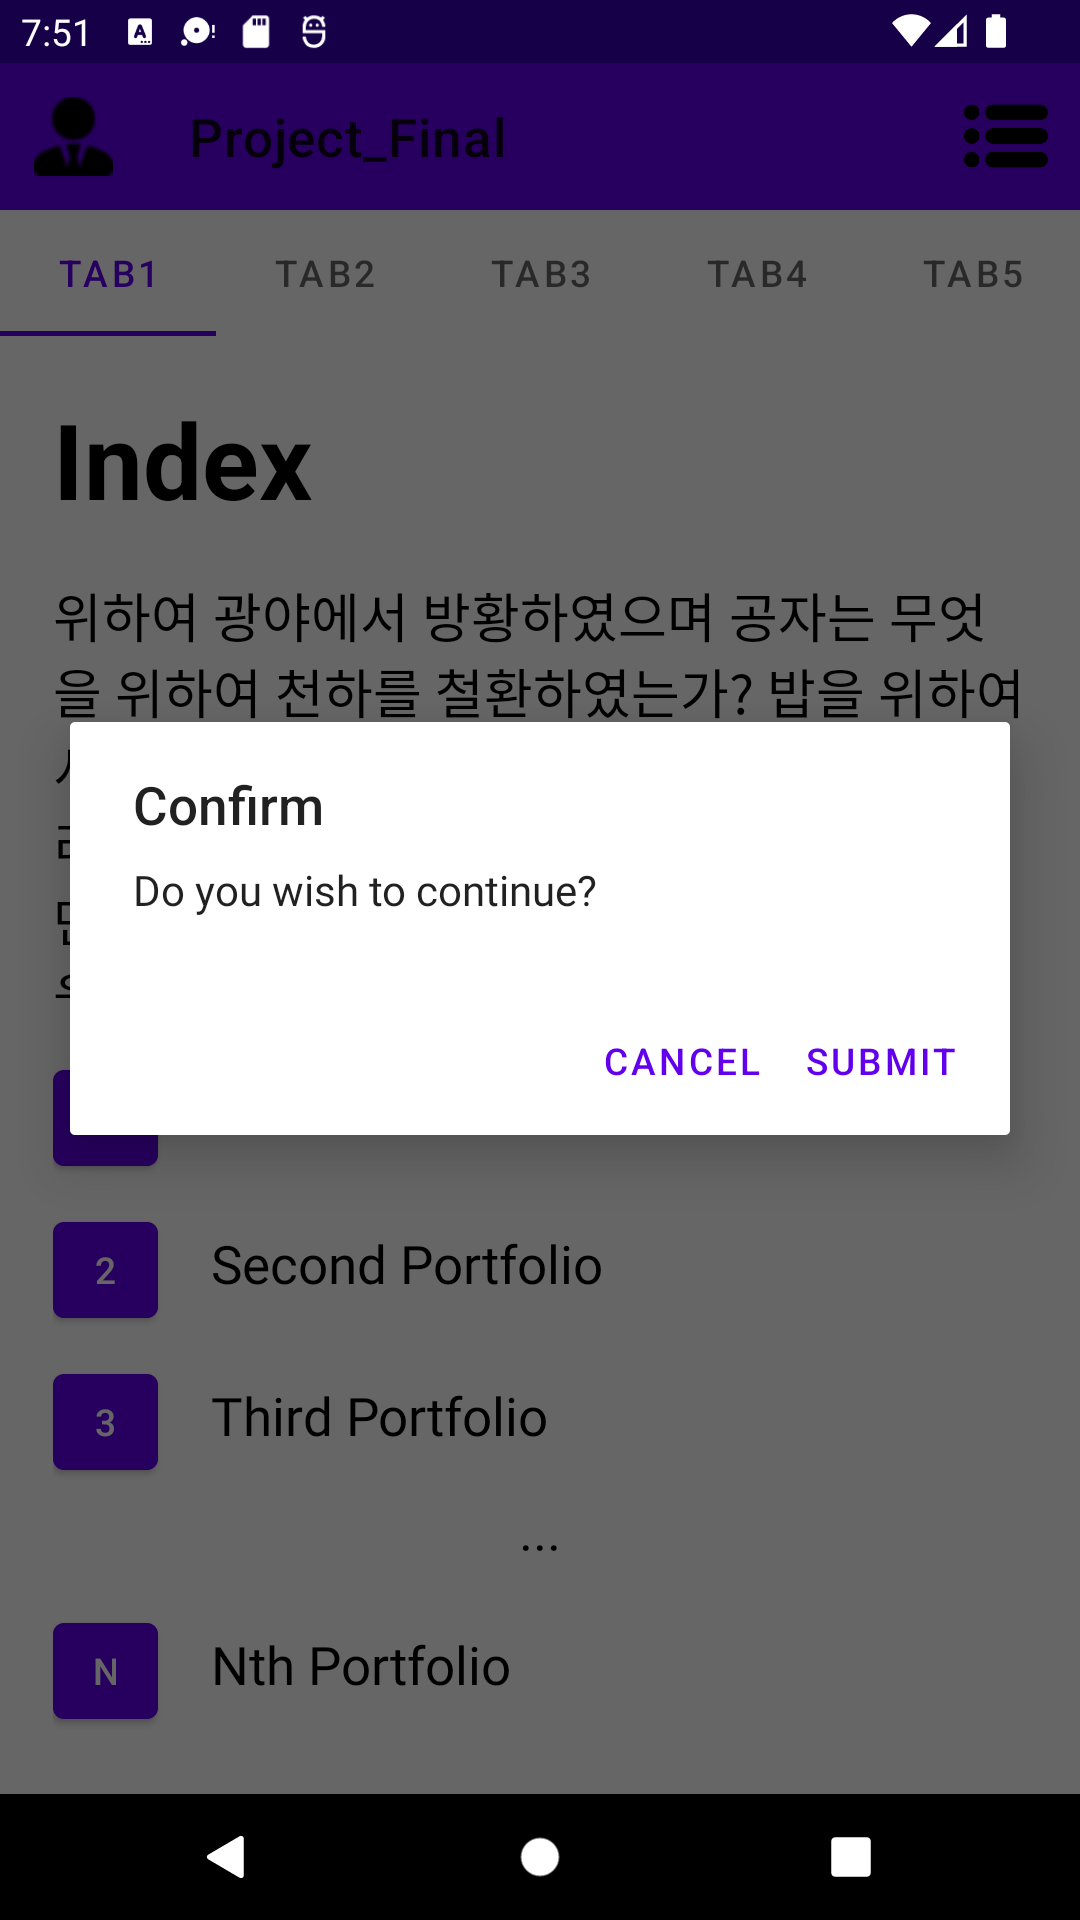 7:51
Project_Final
TAB1 TAB2 TAB3 TAB4 TAB5
Index
위하여 광야에서 방황하였으며 공자는 무엇
을 위하여 천하를 철환하였는가? 밥을 위하여
Confirm
Do you wish to continue?
CANCEL SUBMIT
2 Second Portfolio
3 Third Portfolio
...
N Nth Portfolio